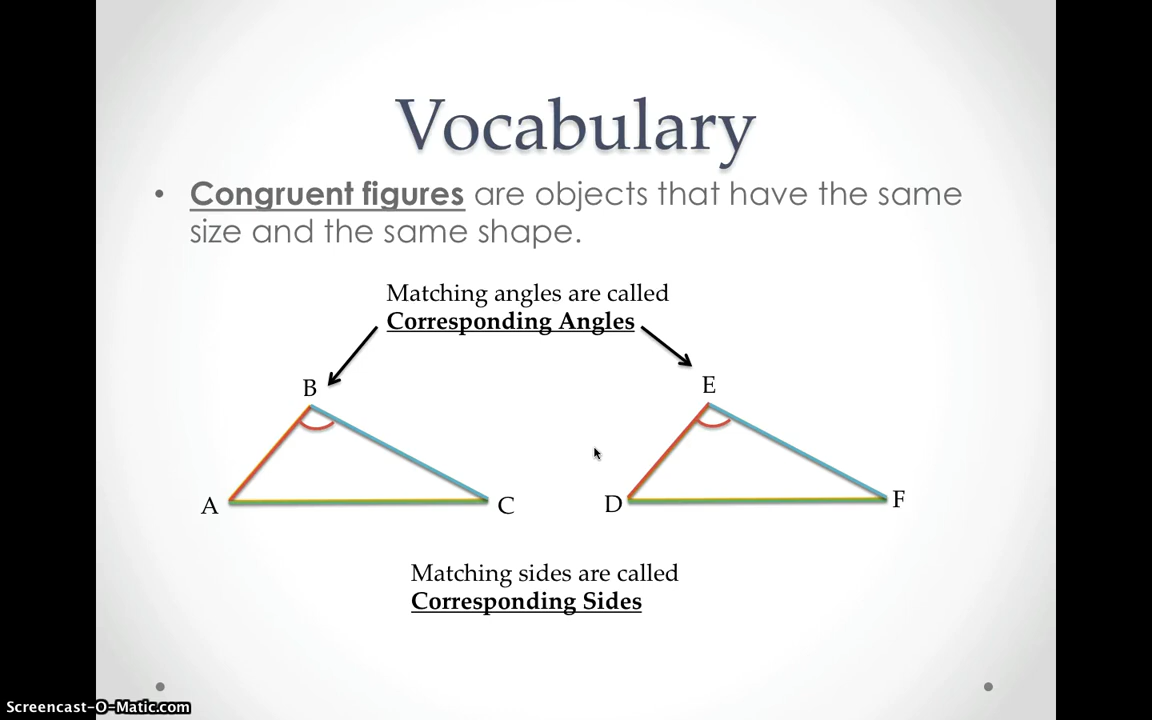 Vocabulary
• Congruent figures are objects that have the same
size and the same shape.
Matching angles are called
Corresponding Angles
B
E
A
C
D
F
Matching sides are called
Corresponding Sides
Screencast-O-Matic.com